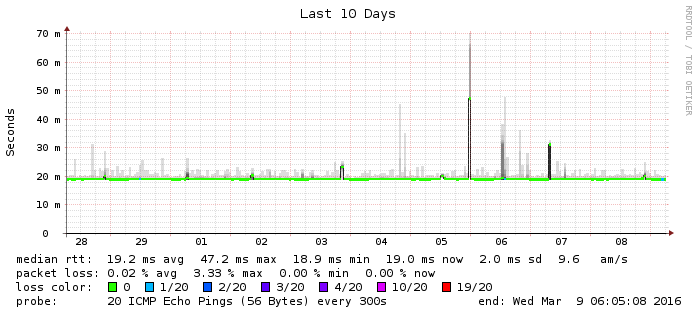 Last 10 Days
RRDTOOL / TOBI OETIKER
Seconds
70 m
60 m
50 m
40 m
30 m
20 m
10 m
0
28 29 01 02 03 04 05 06 07 08
median rtt: 19.2 ms avg 47.2 ms max 18.9 ms min 19.0 ms now 2.0 ms sd 9.6 am/s
packet loss: 0.02 % avg 3.33 % max 0.00 % min 0.00 % now
loss color: 0 1/20 2/20 3/20 4/20 10/20 19/20
probe: 20 ICMP Echo Pings (56 Bytes) every 300s end: Wed Mar 9 06:05:08 2016